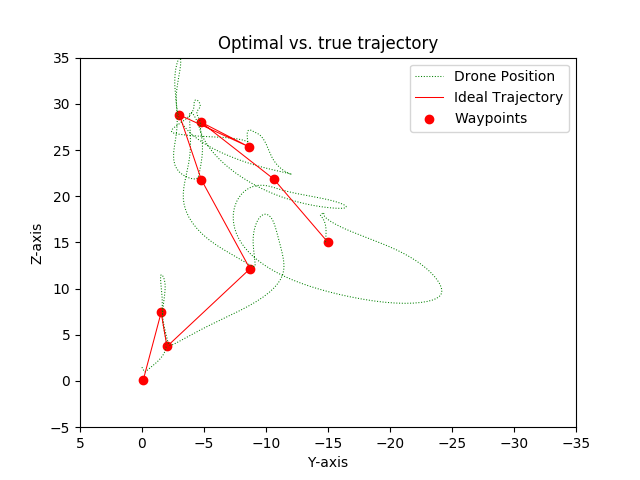 Optimal vs. true trajectory
Drone Position
Ideal Trajectory
Waypoints
35
30
25
20
15
10
5
0
−5
Z-axis
5 0 −5 −10 −15 −20 −25 −30 −35
Y-axis